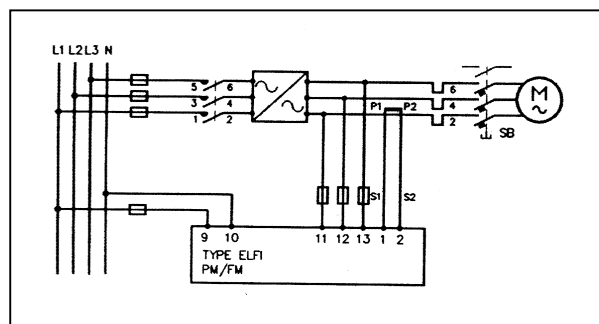 L1 L2 L3 N
5 6
3 4
1 2
P1 P2
6
4
2
SB
M
S1 S2
9 10 11 12 13 1 2
TYPE ELFI
PM/FM